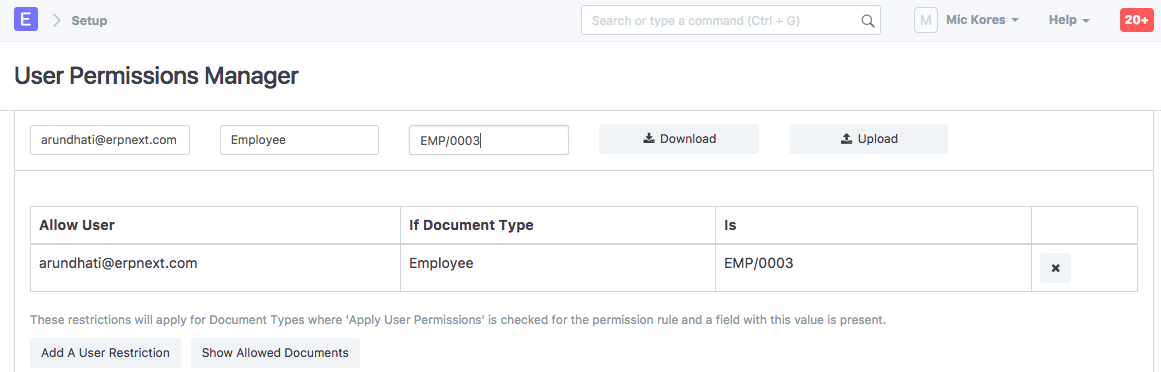 E Setup Search or type a command (Ctrl + G) M Mic Kores Help 20+
User Permissions Manager
arundhati@erpnext.com Employee EMP/0003 Download Upload
Allow User If Document Type Is
arundhati@erpnext.com Employee EMP/0003
These restrictions will apply for Document Types where 'Apply User Permissions' is checked for the permission rule and a field with this value is present.
Add A User Restriction Show Allowed Documents